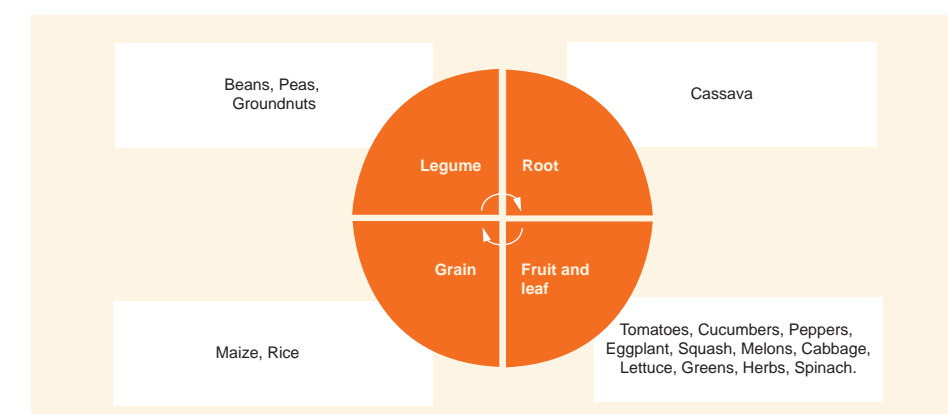 Beans, Peas,
Groundnuts
Cassava
Legume
Root
Grain
Fruit and
leaf
Maize, Rice
Tomatoes, Cucumbers, Peppers,
Eggplant, Squash, Melons, Cabbage,
Lettuce, Greens, Herbs, Spinach.